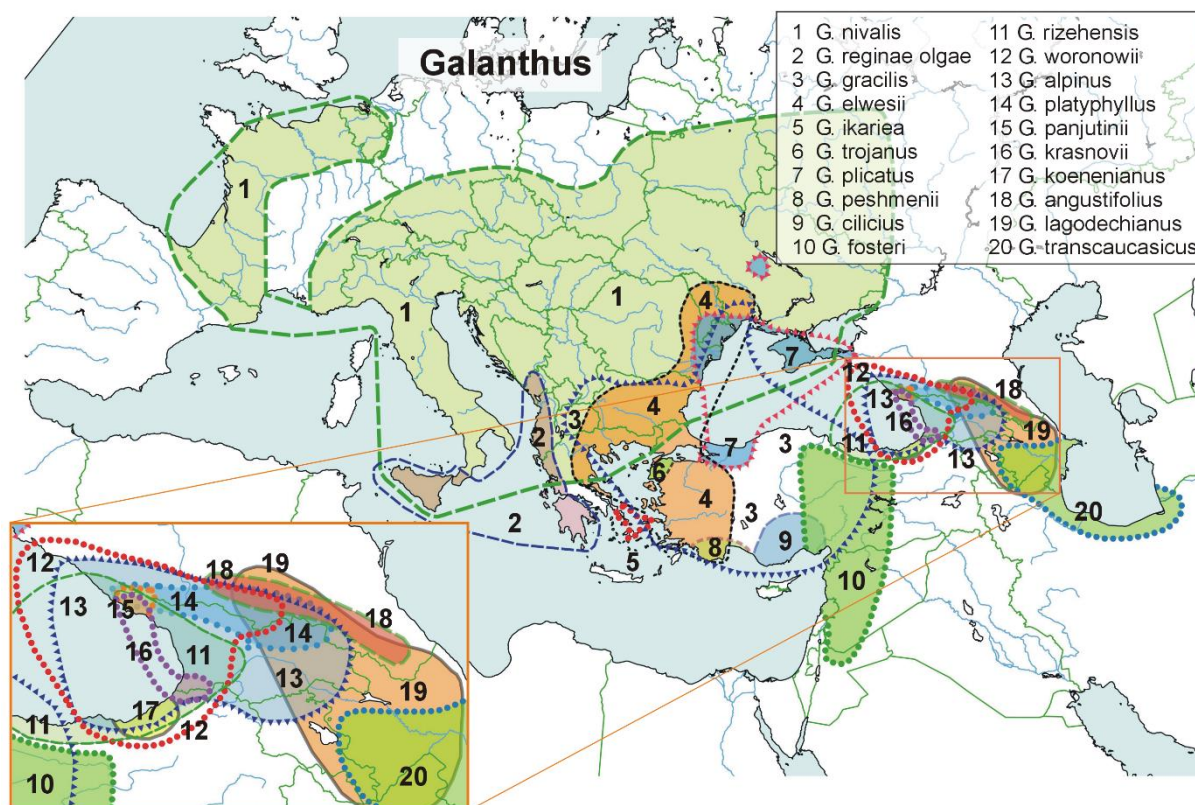 Galanthus
1 G. nivalis
2 G. reginae olgae
3 G. gracilis
4 G. elwesii
5 G. ikariea
6 G. trojanus
7 G. plicatus
8 G. peshmenii
9 G. cilicius
10 G. fosteri
11 G. rizehensis
12 G. woronowii
13 G. alpinus
14 G. platyphyllus
15 G. panjutinii
16 G. krasnovii
17 G. koenenianus
18 G. angustifolius
19 G. lagodechianus
20 G. transcaucasicus
1
1
1
4
7
12
18
13
16
19
2
3
4
7
3
11
13
6
2
4
3
9
20
5
8
10
12
18
19
13
14
18
15
14
16
11
13
19
17
11
12
10
20